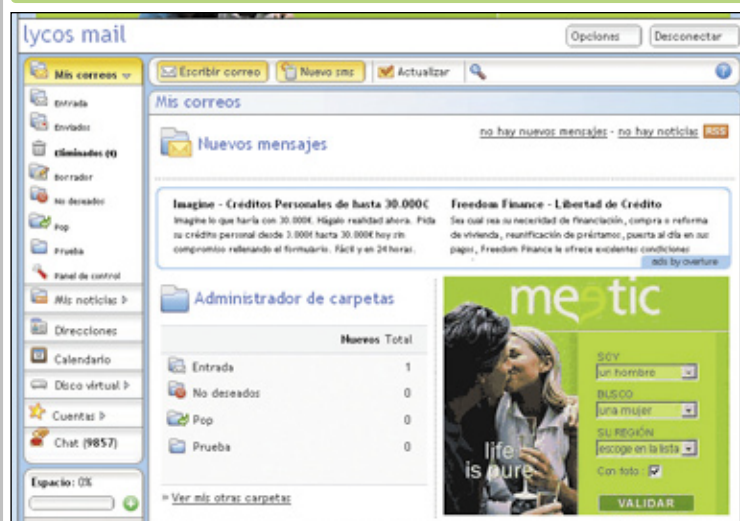 lycos mail
Opciones
Desconectar
Mis correos
Entrada
Enviados
Eliminados (4)
Borrador
No deseados
Pop
Prueba
Panel de control
Mis noticias
Direcciones
Calendario
Disco virtual
Cuentas
Chat (9857)
Espacio: 0%
Escribir correo
Nuevo sms
Actualizar
Mis correos
Nuevos mensajes
no hay nuevos mensajes - no hay noticias RSS
Imagine - Créditos Personales de hasta 30.000€
Imagine lo que haría con 30.000€. Hágalo realidad ahora. Pida
su crédito personal desde 3.000€ hasta 30.000€ hoy sin
compromiso rellenando el formulario. Fácil y en 24 horas.
Freedom Finance - Libertad de Crédito
Sea cual sea su necesidad de financiación, compra o reforma
de vivienda, reunificación de préstamos, puesta al día en sus
pagos, Freedom Finance le ofrece excelentes condiciones
ads by overture
Administrador de carpetas
Nuevos Total
Entrada 1
No deseados 0
Pop 0
Prueba 0
» Ver mis otras carpetas
meetic
SOY
un hombre
BUSCO
una mujer
SU REGIÓN
escoge en la lista
Con foto :
VALIDAR
life
is pure.